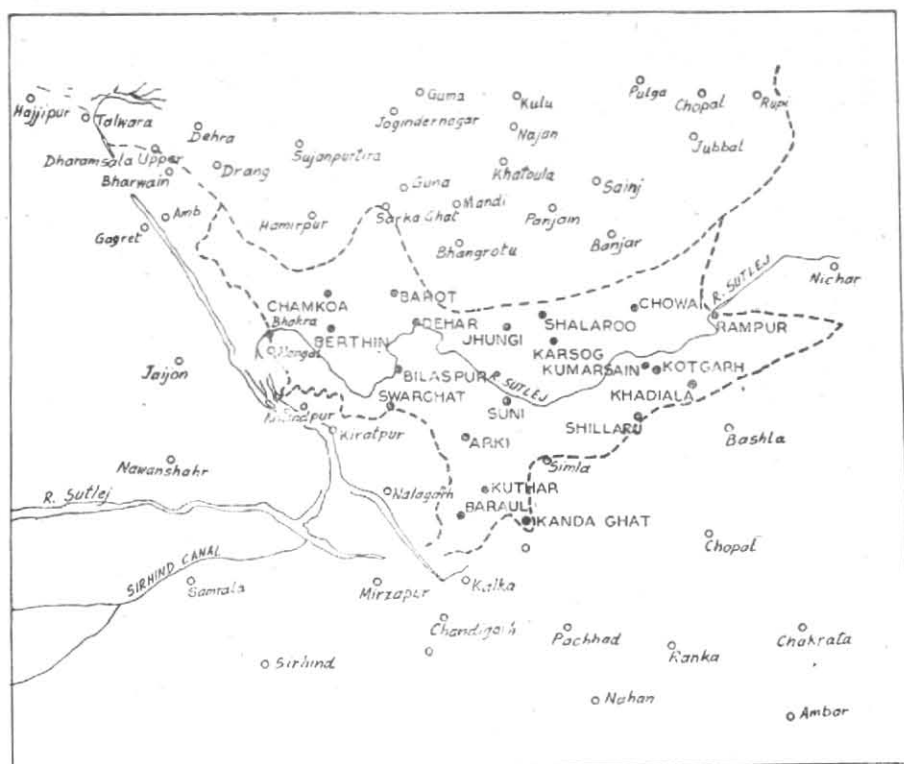 Guma
Kulu
Pulga
Chopal
Rupi
Hajjipur
Talwara
Dehra
Jogindernagar
Najan
Jubbal
Dharamsala Upper
Bharwain
Drang
Sujanpurtira
Khatoula
Guna
Sainj
Amb
Gagret
Hamirpur
Sarka Ghat
Mandi
Panjam
Bhangrotu
Banjar
Nichar
R. SUTLEJ
CHAMKOA
BAROT
CHOWAI
Bhakra
DEHAR
SHALAROO
RAMPUR
BERTHIN
JHUNGI
Nangal
KARSOG
Jaijon
BILASPUR
R. SUTLEJ
KUMARSAIN
KOTGARH
SWARGHAT
SUNI
KHADIALA
Kiratpur
SHILLARU
ARKI
Bashla
Nawanshahr
Simla
R. Sutlej
Nalagarh
KUTHAR
BARAULI
KANDA GHAT
Chopal
SIRHIND CANAL
Samrala
Mirzapur
Kalka
Chandigarh
Pachhad
Ranka
Chakrata
Sirhind
Nahan
Ambar